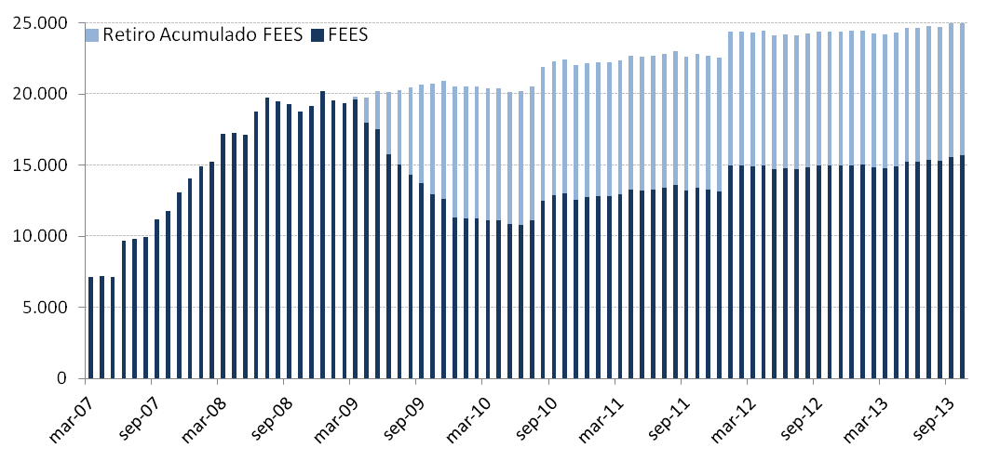 25.000
Retiro Acumulado FEES
FEES
20.000
15.000
10.000
5.000
0
mar-07
sep-07
mar-08
sep-08
mar-09
sep-09
mar-10
sep-10
mar-11
sep-11
mar-12
sep-12
mar-13
sep-13